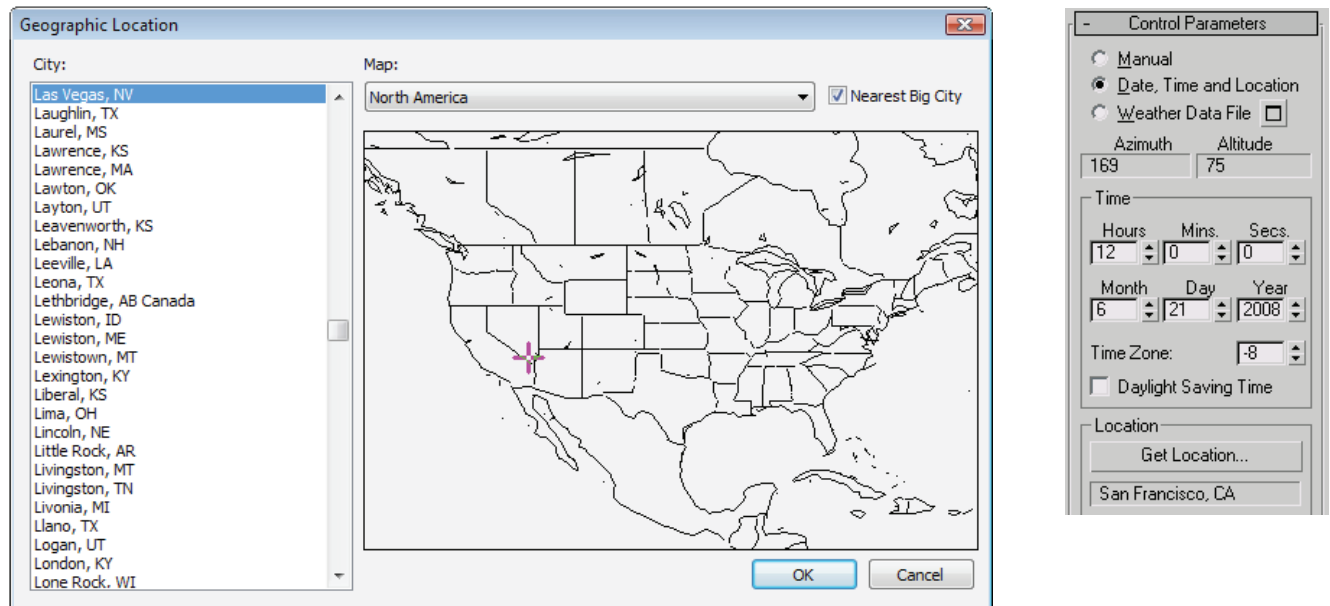 Geographic Location
City:
Las Vegas, NV
Laughlin, TX
Laurel, MS
Lawrence, KS
Lawrence, MA
Lawton, OK
Layton, UT
Leavenworth, KS
Lebanon, NH
Leeville, LA
Leona, TX
Lethbridge, AB Canada
Lewiston, ID
Lewiston, ME
Lewistown, MT
Lexington, KY
Liberal, KS
Lima, OH
Lincoln, NE
Little Rock, AR
Livingston, MT
Livingston, TN
Livonia, MI
Llano, TX
Logan, UT
London, KY
Lone Rock. WI
Map:
North America
Nearest Big City
OK
Cancel
- Control Parameters
Manual
Date, Time and Location
Weather Data File
Azimuth Altitude
169 75
Time
Hours Mins. Secs.
12 0 0
Month Day Year
6 21 2008
Time Zone: -8
Daylight Saving Time
Location
Get Location...
San Francisco, CA